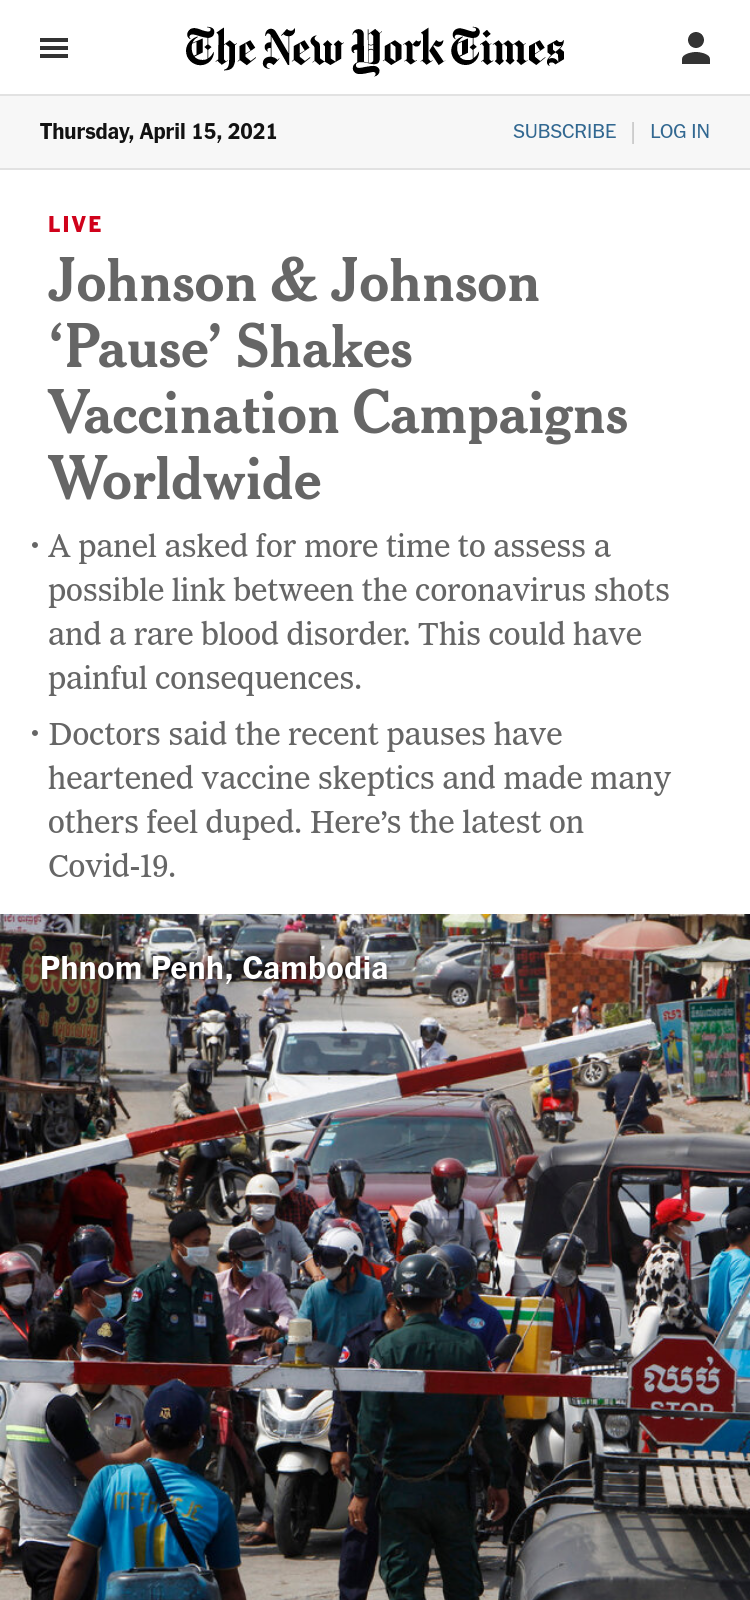 The New York Times
Thursday, April 15, 2021
SUBSCRIBE
LOG IN
LIVE
Johnson & Johnson
‘Pause’ Shakes
Vaccination Campaigns
Worldwide
• A panel asked for more time to assess a
possible link between the coronavirus shots
and a rare blood disorder. This could have
painful consequences.
• Doctors said the recent pauses have
heartened vaccine skeptics and made many
others feel duped. Here’s the latest on
Covid-19.
Phnom Penh, Cambodia
ឈប់
STOP
11